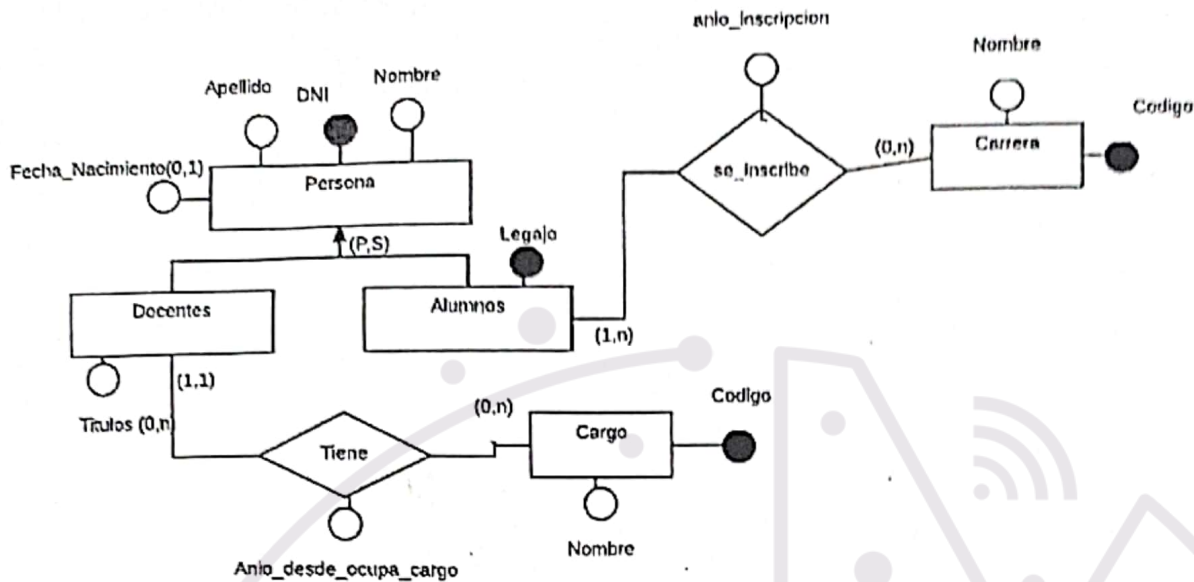 anio_Inscripcion
Nombre
Codigo
Apellido
DNI
Nombre
Fecha_Nacimiento(0,1)
Persona
(0,n)
Carrera
se_Inscribe
(P,S)
Legajo
Docentes
Alumnos
(1,n)
(1,1)
Titulos (0,n)
(0,n)
Codigo
Cargo
Tiene
Nombre
Anio_desde_ocupa_cargo